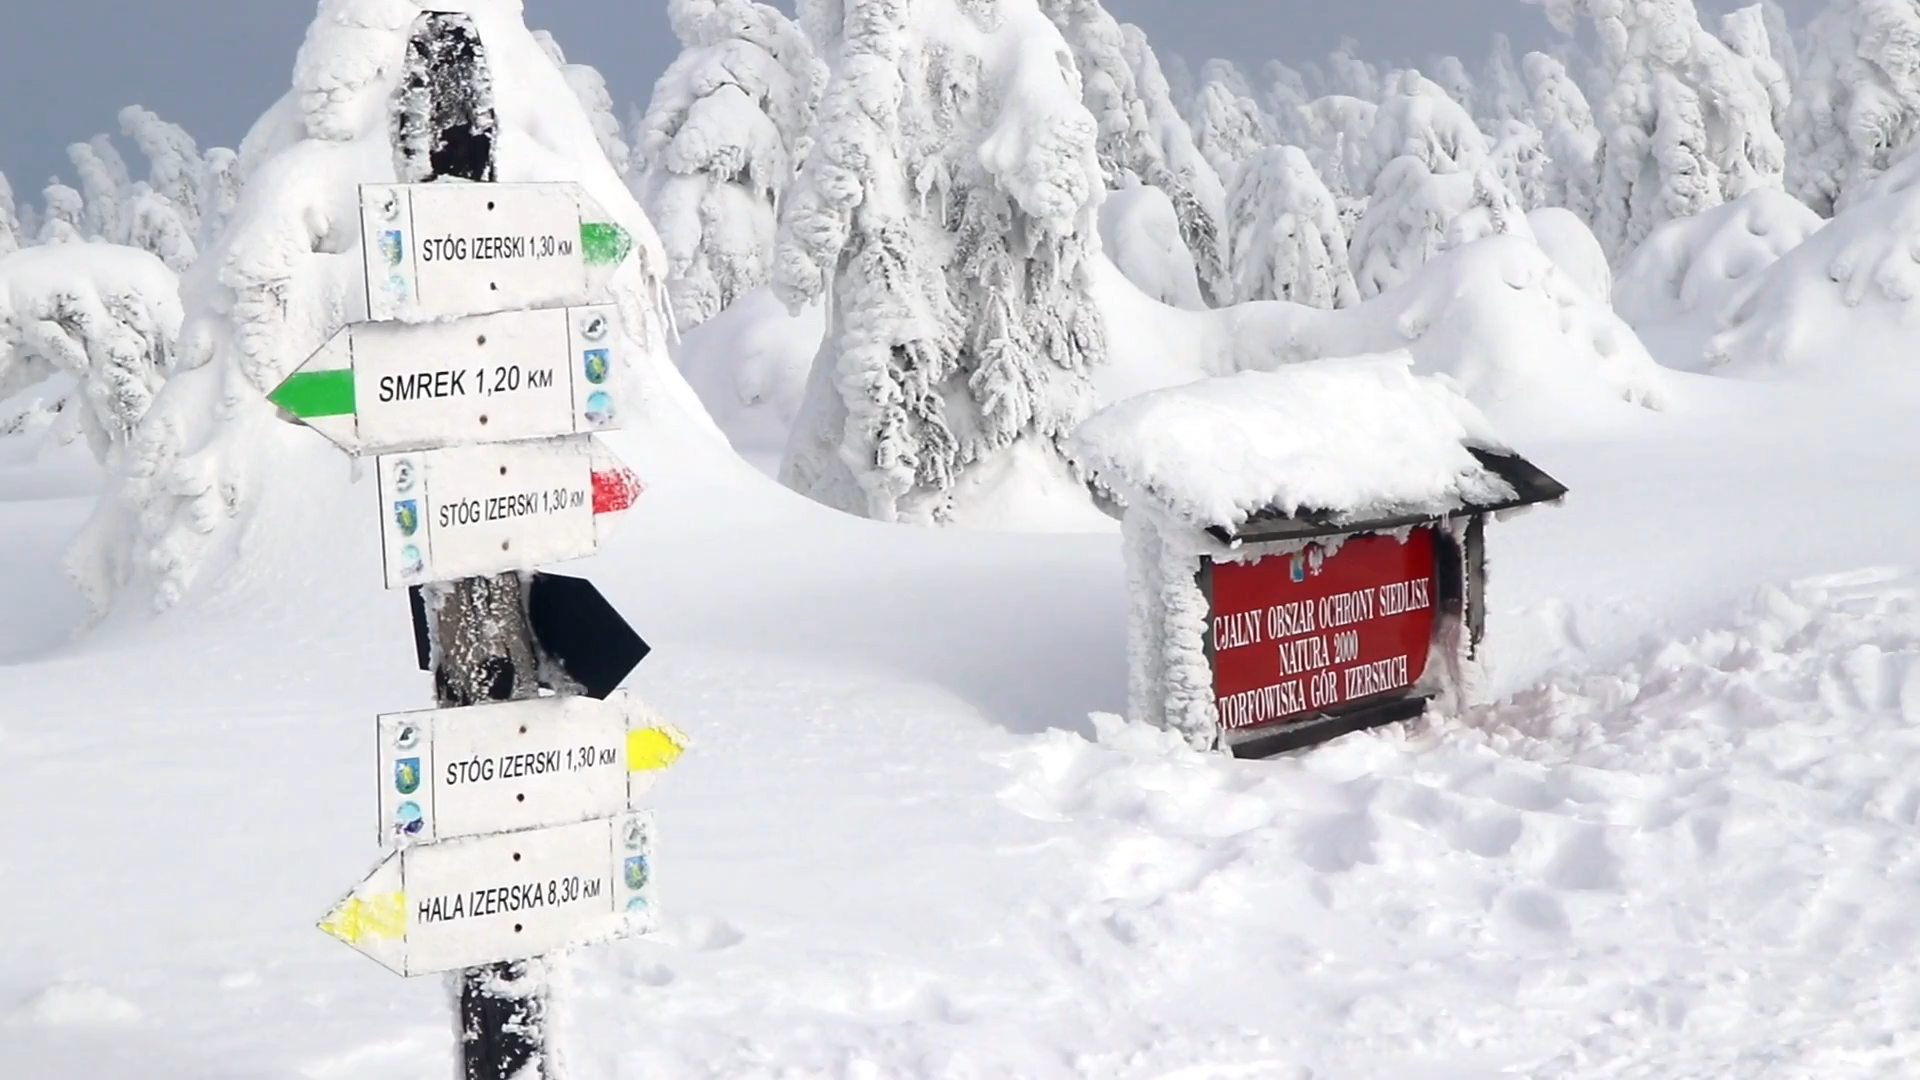 STÓG IZERSKI 1,30 KM
SMREK 1,20 KM
STÓG IZERSKI 1,30 KM
STÓG IZERSKI 1,30 KM
HALA IZERSKA 8,30 KM
CJALNY OBSZAR OCHRONY SIEDLISK
NATURA 2000
TORFOWISKA GÓR IZERSKICH